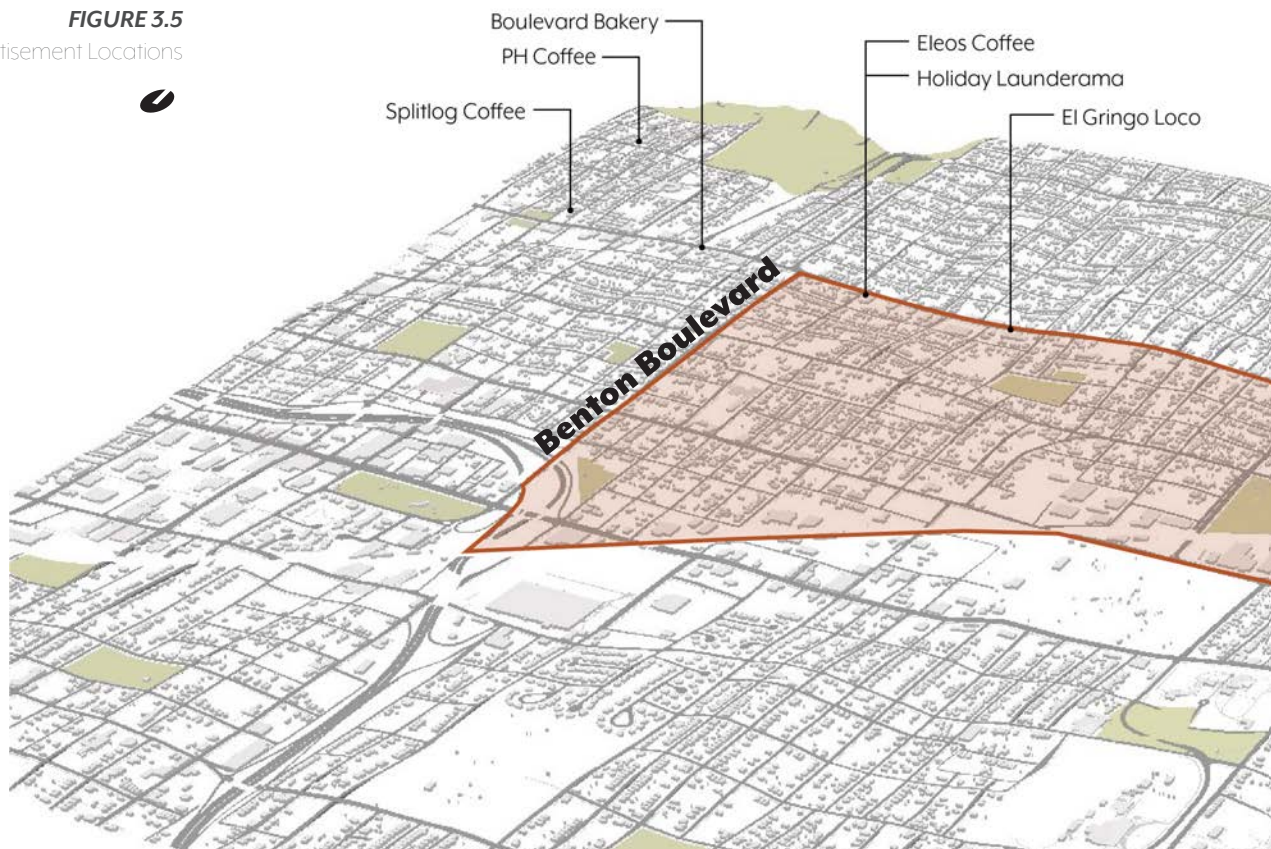 FIGURE 3.5
Locations
Boulevard Bakery
PH Coffee
Splitlog Coffee
Eleos Coffee
Holiday Launderama
El Gringo Loco
Benton Boulevard